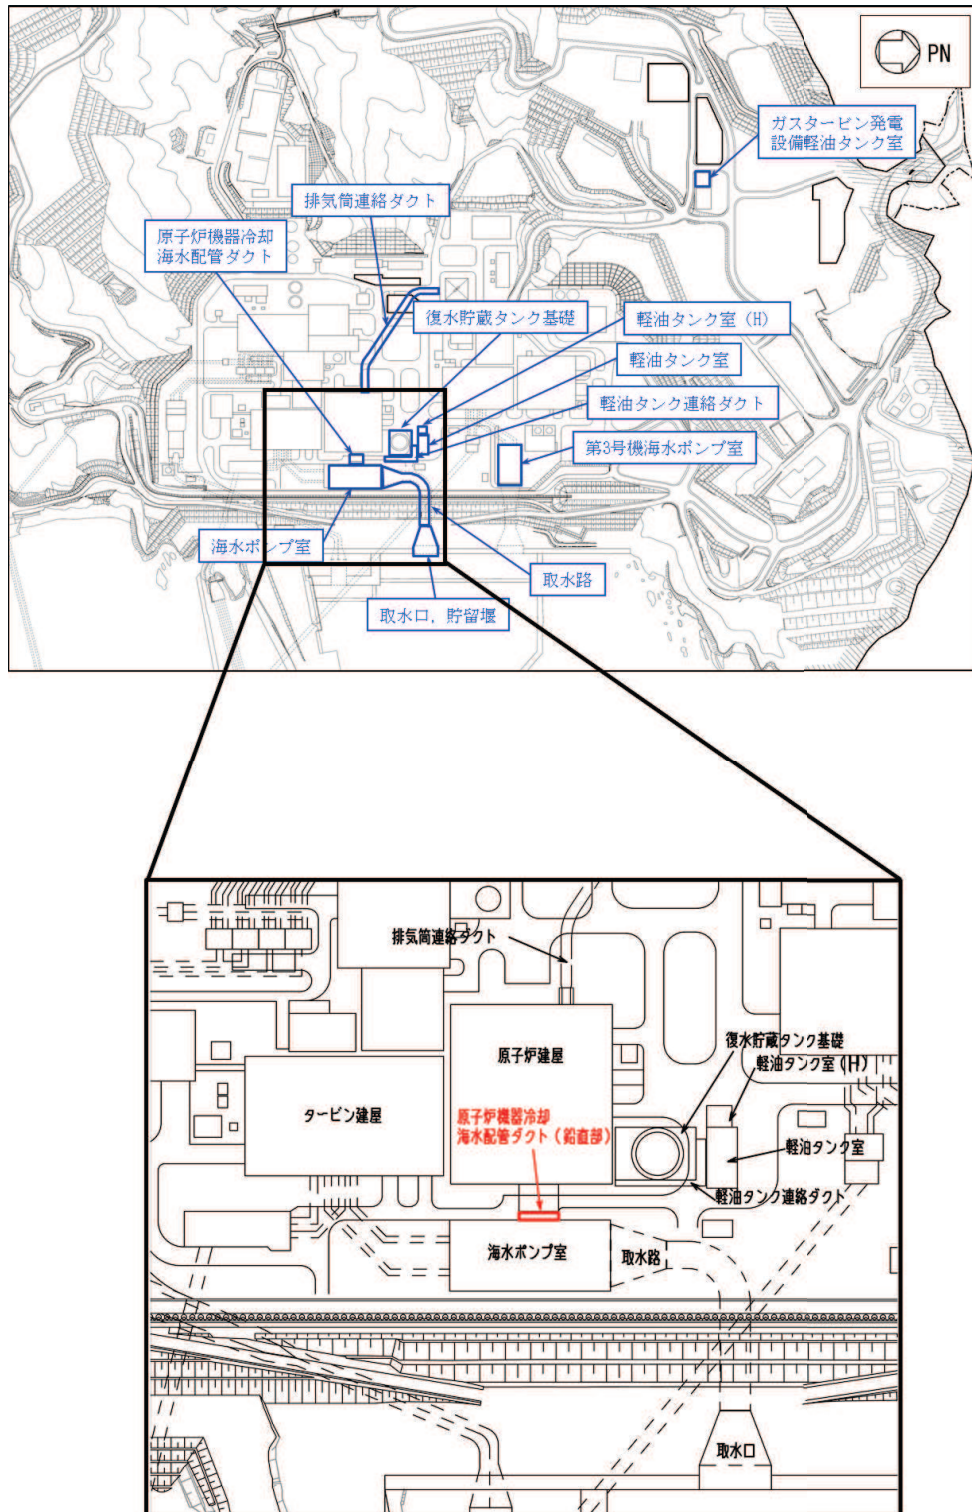 PN
ガスタービン発電
設備軽油タンク室
排気筒連絡ダクト
原子炉機器冷却
海水配管ダクト
復水貯蔵タンク基礎
軽油タンク室(H)
軽油タンク室
軽油タンク連絡ダクト
第3号機海水ポンプ室
海水ポンプ室
取水路
取水口，貯留堰
排気筒連絡ダクト
原子炉建屋
復水貯蔵タンク基礎
軽油タンク室(H)
タービン建屋
原子炉機器冷却
海水配管ダクト(鉛直部)
軽油タンク室
軽油タンク連絡ダクト
海水ポンプ室
取水路
取水口